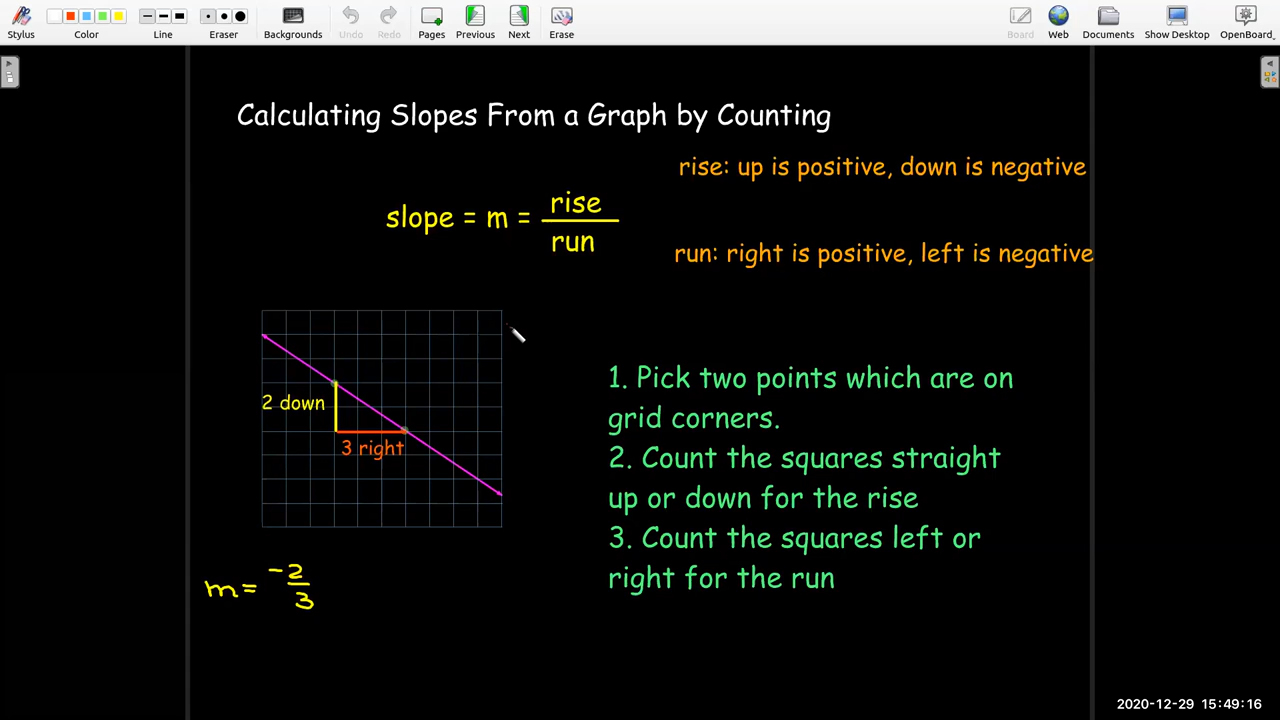 Stylus Color Line Eraser Backgrounds Undo Redo Pages Previous Next Erase Board Web Documents Show Desktop OpenBoard
Calculating Slopes From a Graph by Counting
rise: up is positive, down is negative
slope = m = rise
run
run: right is positive, left is negative
2 down
3 right
1. Pick two points which are on
grid corners.
2. Count the squares straight
up or down for the rise
3. Count the squares left or
right for the run
m = -2
3
2020-12-29 15:49:16